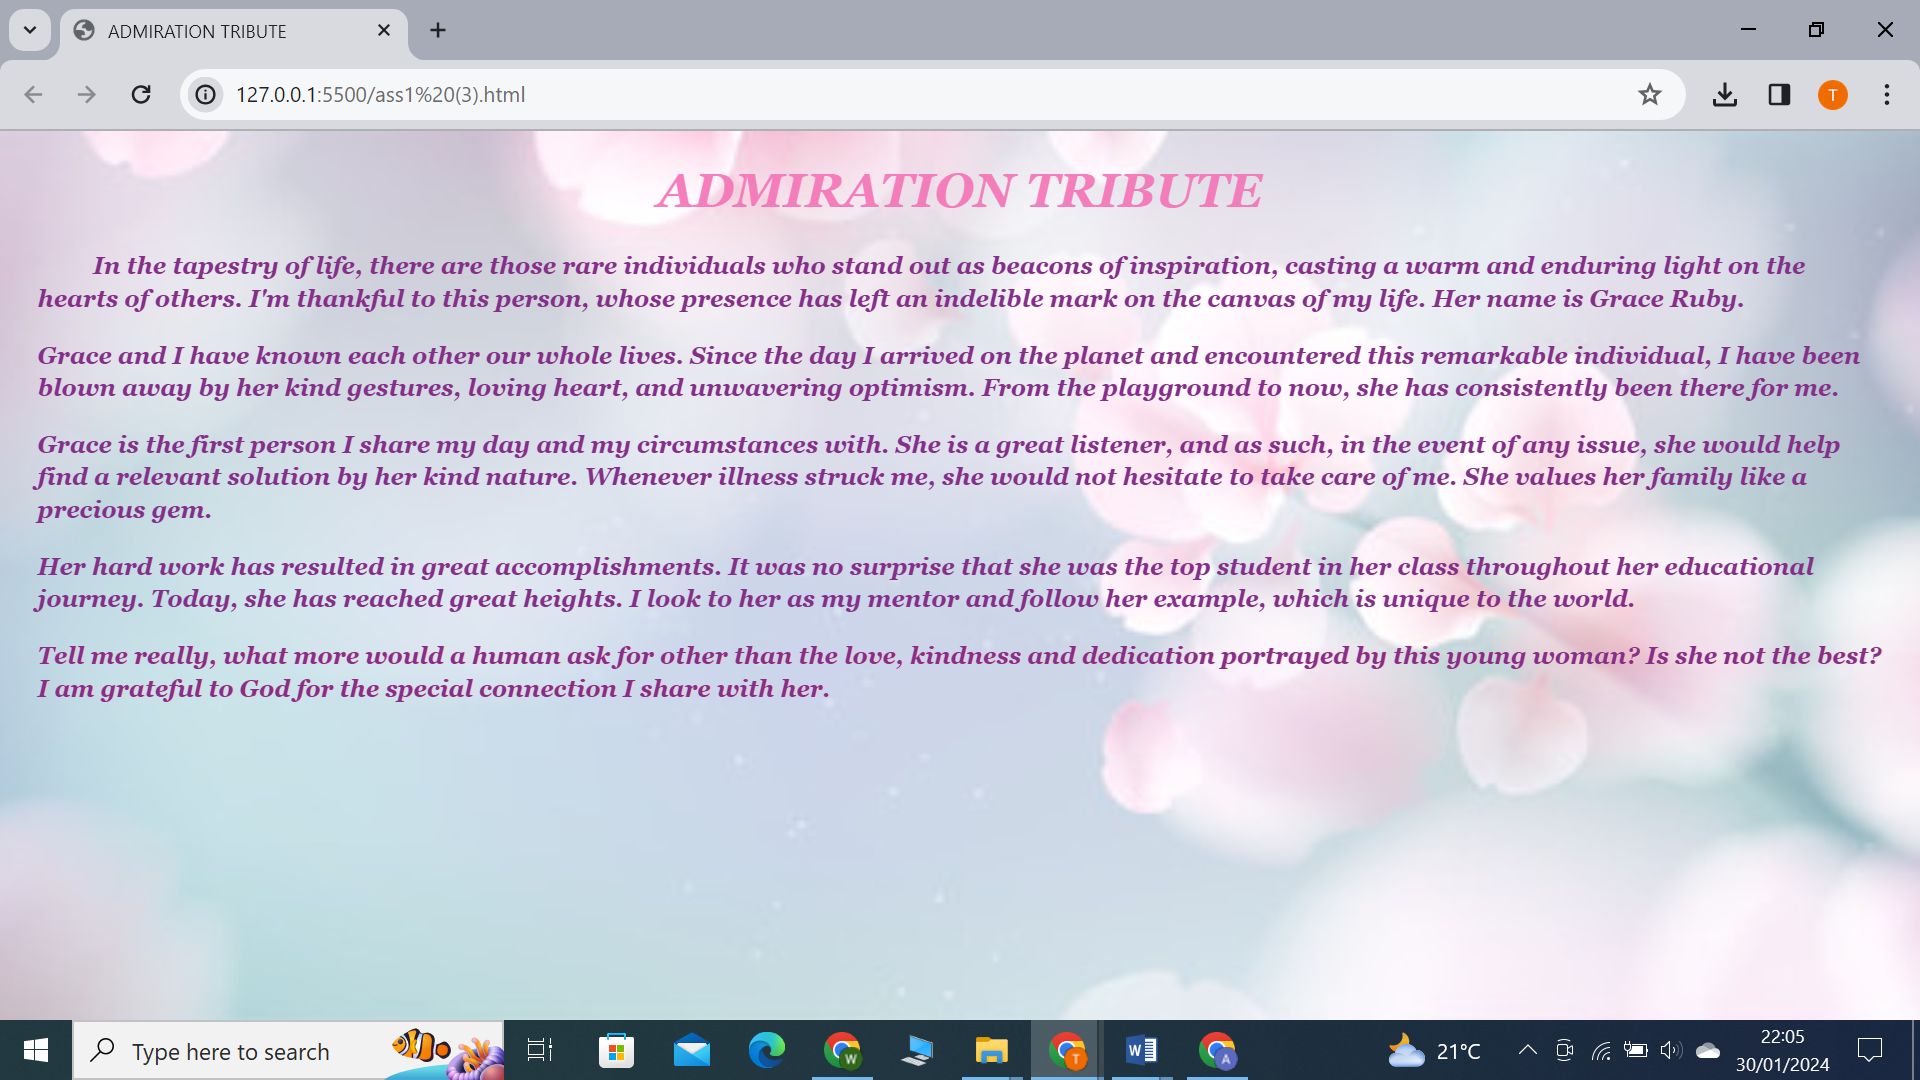 ADMIRATION TRIBUTE
127.0.0.1:5500/ass1%20(3).html
T
ADMIRATION TRIBUTE
In the tapestry of life, there are those rare individuals who stand out as beacons of inspiration, casting a warm and enduring light on the
hearts of others. I'm thankful to this person, whose presence has left an indelible mark on the canvas of my life. Her name is Grace Ruby.
Grace and I have known each other our whole lives. Since the day I arrived on the planet and encountered this remarkable individual, I have been
blown away by her kind gestures, loving heart, and unwavering optimism. From the playground to now, she has consistently been there for me.
Grace is the first person I share my day and my circumstances with. She is a great listener, and as such, in the event of any issue, she would help
find a relevant solution by her kind nature. Whenever illness struck me, she would not hesitate to take care of me. She values her family like a
precious gem.
Her hard work has resulted in great accomplishments. It was no surprise that she was the top student in her class throughout her educational
journey. Today, she has reached great heights. I look to her as my mentor and follow her example, which is unique to the world.
Tell me really, what more would a human ask for other than the love, kindness and dedication portrayed by this young woman? Is she not the best?
I am grateful to God for the special connection I share with her.
Type here to search
W
T
W
A
21°C
22:05
30/01/2024